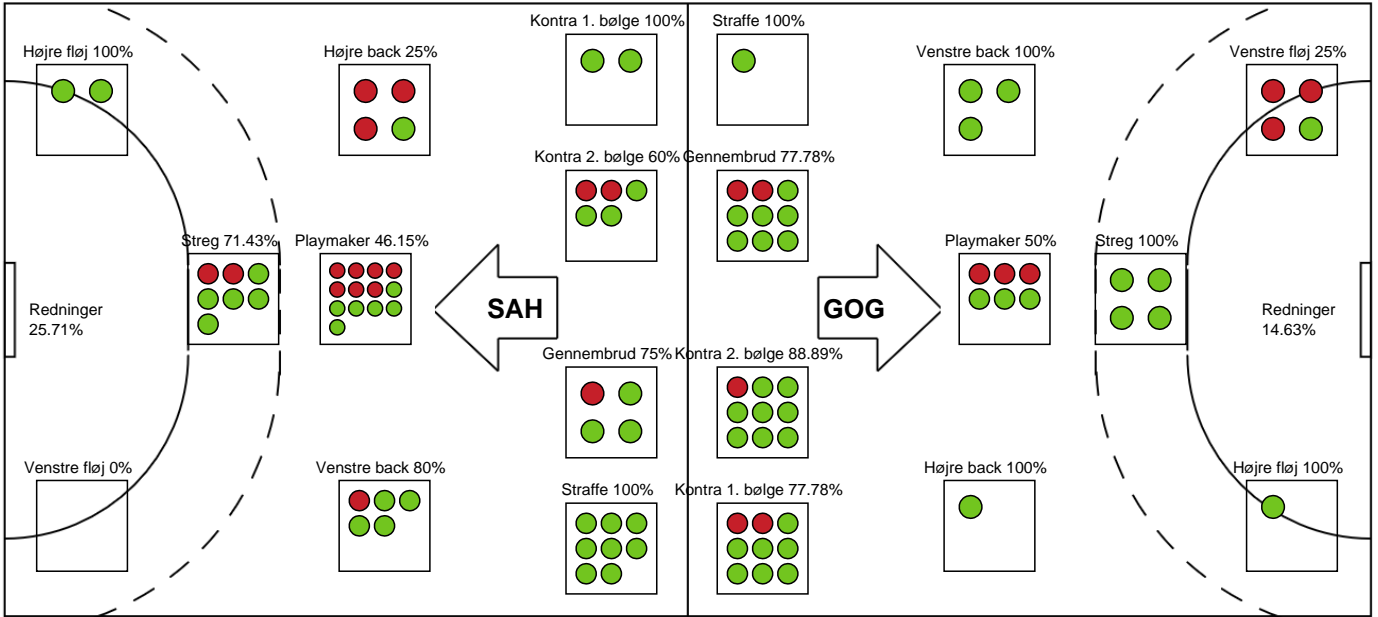 Kontra 1. bølge 100%
Straffe 100%
Højre fløj 100%
Højre back 25%
Venstre back 100%
Venstre fløj 25%
Kontra 2. bølge 60%
Gennembrud 77.78%
Streg 71.43%
Playmaker 46.15%
Playmaker 50%
Streg 100%
Redninger
25.71%
SAH
GOG
Redninger
14.63%
Gennembrud 75%
Kontra 2. bølge 88.89%
Venstre fløj 0%
Venstre back 80%
Straffe 100%
Kontra 1. bølge 77.78%
Højre back 100%
Højre fløj 100%